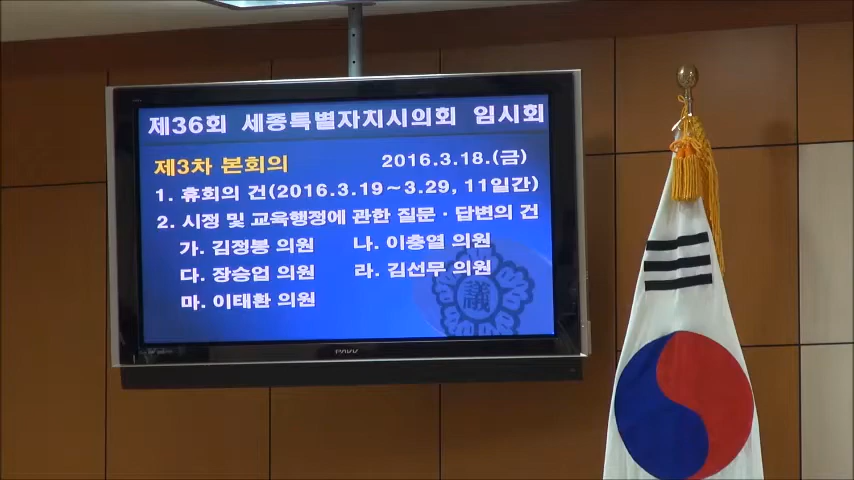 제36회 세종특별자치시의회 임시회
제3차 본회의 2016.3.18.(금)
1. 휴회의 건(2016.3.19~3.29, 11일간)
2. 시정 및 교육행정에 관한 질문·답변의 건
가. 김정봉 의원 나. 이충열 의원
다. 장승업 의원 라. 김선무 의원
마. 이태환 의원
議